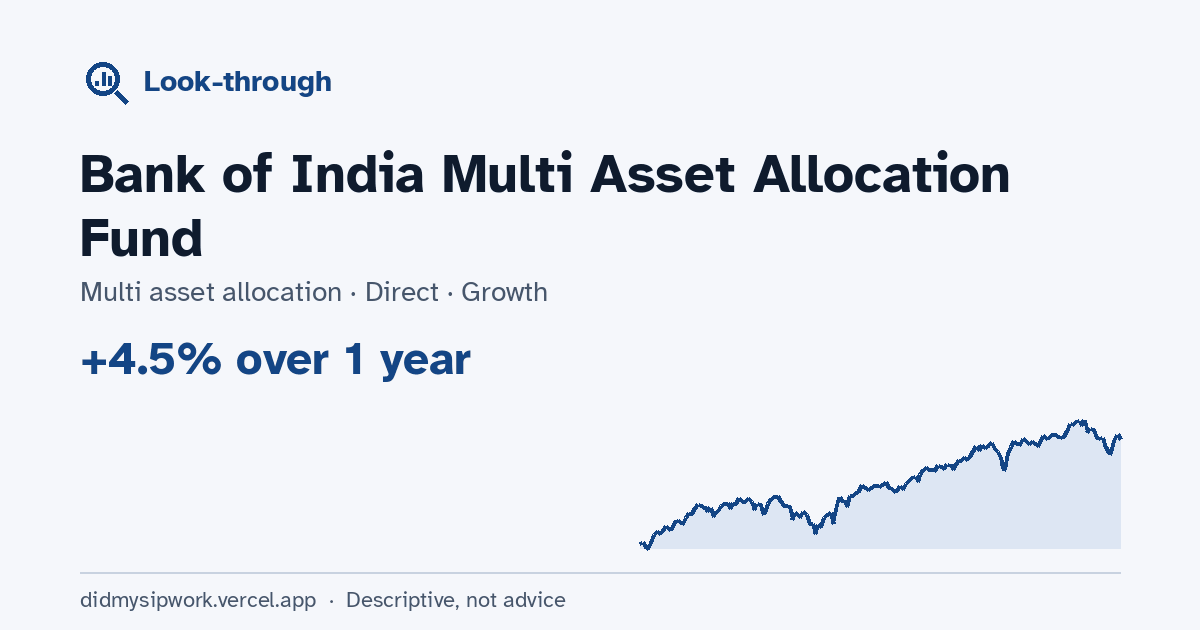 Look-through
Bank of India Multi Asset Allocation
Fund
Multi asset allocation · Direct · Growth
+4.5% over 1 year
didmysipwork.vercel.app · Descriptive, not advice